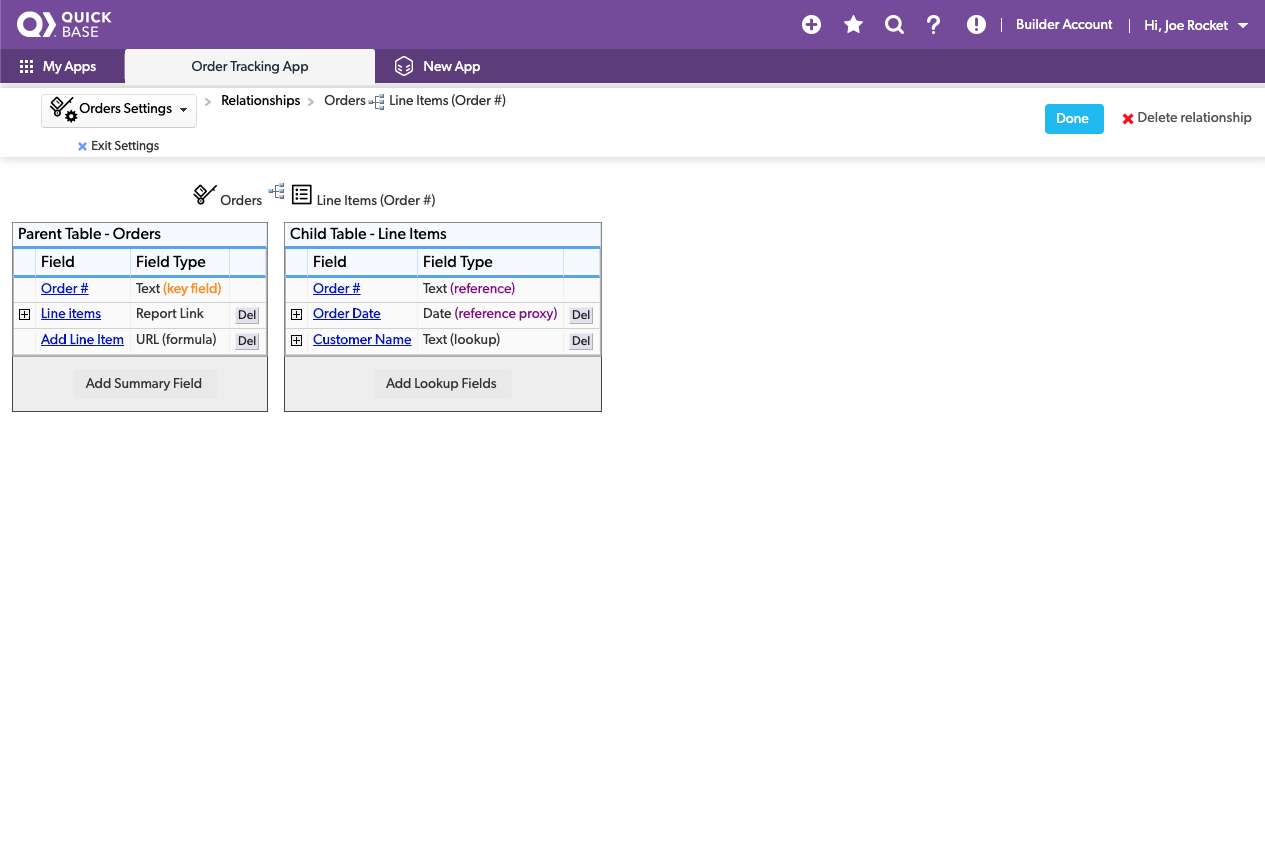 QUICK BASE
Builder Account
Hi, Joe Rocket
My Apps
Order Tracking App
New App
Orders Settings
Relationships
Orders Line Items (Order #)
Done
Delete relationship
Exit Settings
Orders Line Items (Order #)
Parent Table - Orders
Field Field Type
Order # Text (key field)
Line items Report Link Del
Add Line Item URL (formula) Del
Add Summary Field
Child Table - Line Items
Field Field Type
Order # Text (reference)
Order Date Date (reference proxy) Del
Customer Name Text (lookup) Del
Add Lookup Fields